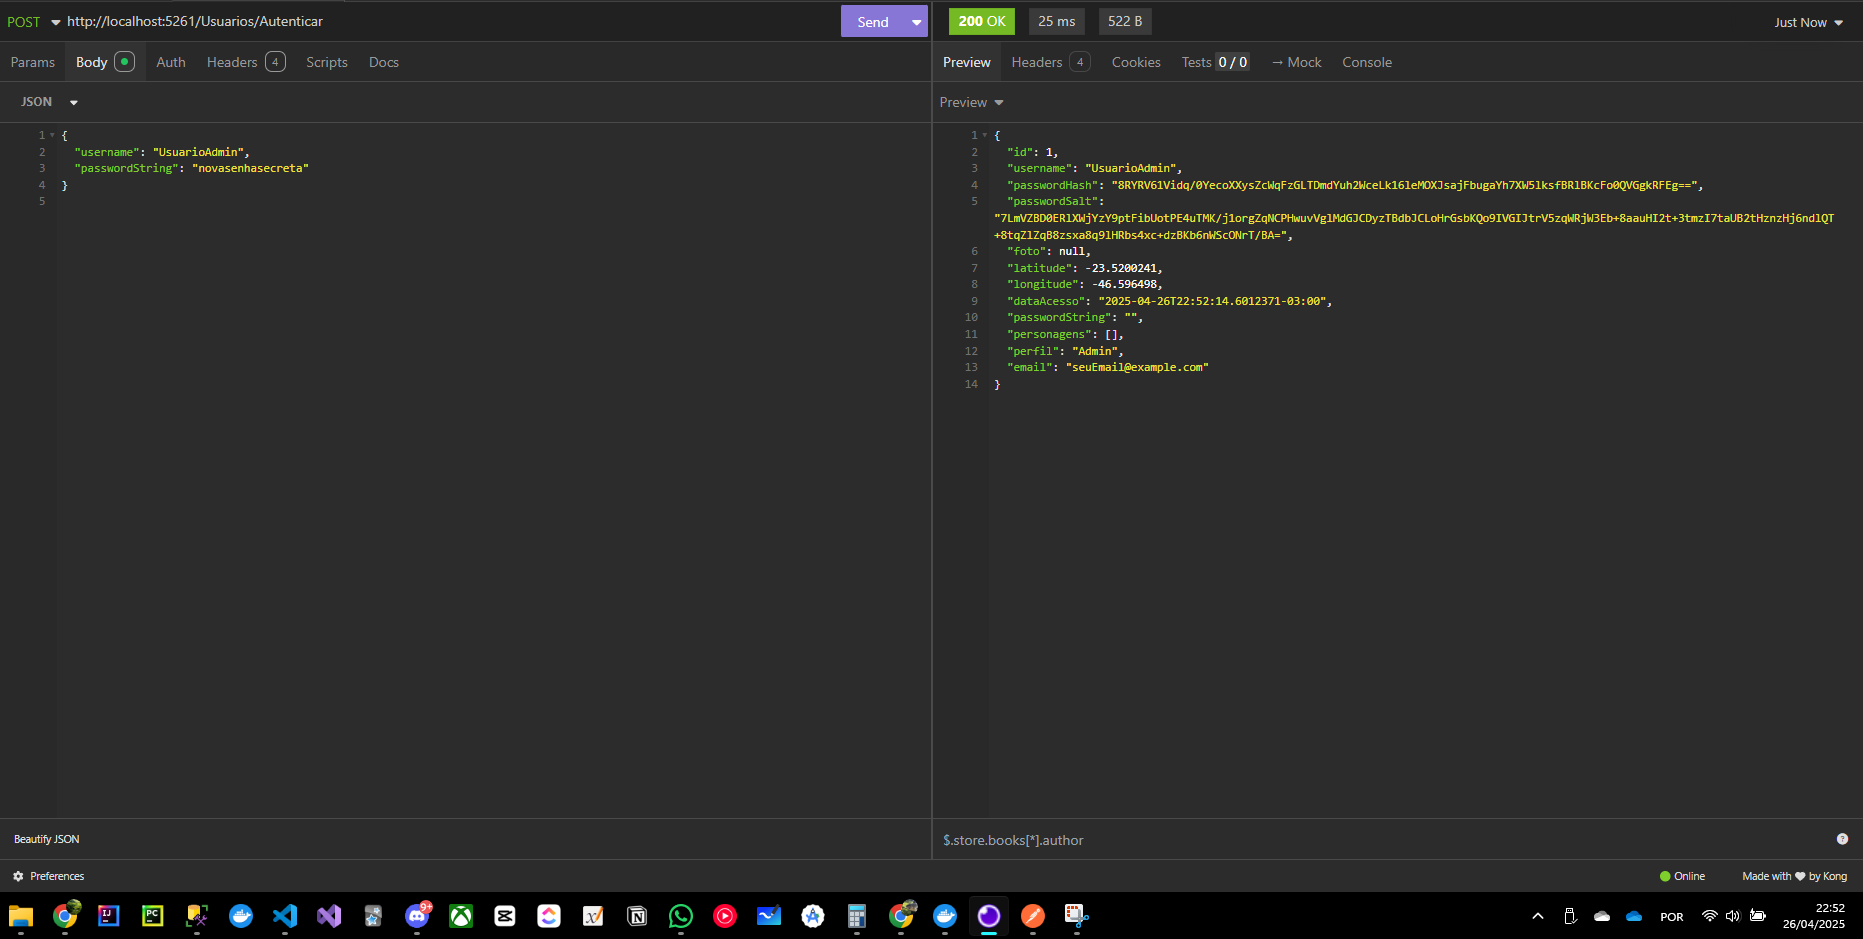 POST http://localhost:5261/Usuarios/Autenticar Send 200 OK 25 ms 522 B Just Now
Params Body Auth Headers 4 Scripts Docs Preview Headers 4 Cookies Tests 0 / 0 → Mock Console
JSON Preview
1 {
2 "username": "UsuarioAdmin",
3 "passwordString": "novasenhasecreta"
4 }
5
1 {
2 "id": 1,
3 "username": "UsuarioAdmin",
4 "passwordHash": "8RYRV61Vidq/0YecoXXysZcWqFzGLTDmdYuh2WceLk16leMOXJsajFbugaYh7XW5lksfBRlBKcFo0QVGgkRFEg==",
5 "passwordSalt":
"7LmVZBD0ERlXWjYzY9ptFibUotPE4uTMK/j1orgZqNCPHwuvVglMdGJCDyzTBdbJCLoHrGsbKQo9IVGIJtrV5zqWRjW3Eb+8aauHI2t+3tmzI7taUB2tHznzHj6ndlQT
+8tqZlZqB8zsxa8q9lHRbs4xc+dzBKb6nWScONrT/BA=",
6 "foto": null,
7 "latitude": -23.5200241,
8 "longitude": -46.596498,
9 "dataAcesso": "2025-04-26T22:52:14.6012371-03:00",
10 "passwordString": "",
11 "personagens": [],
12 "perfil": "Admin",
13 "email": "seuEmail@example.com"
14 }
Beautify JSON $.store.books[*].author
Preferences Online Made with ♥ by Kong
9+
POR
22:52
26/04/2025